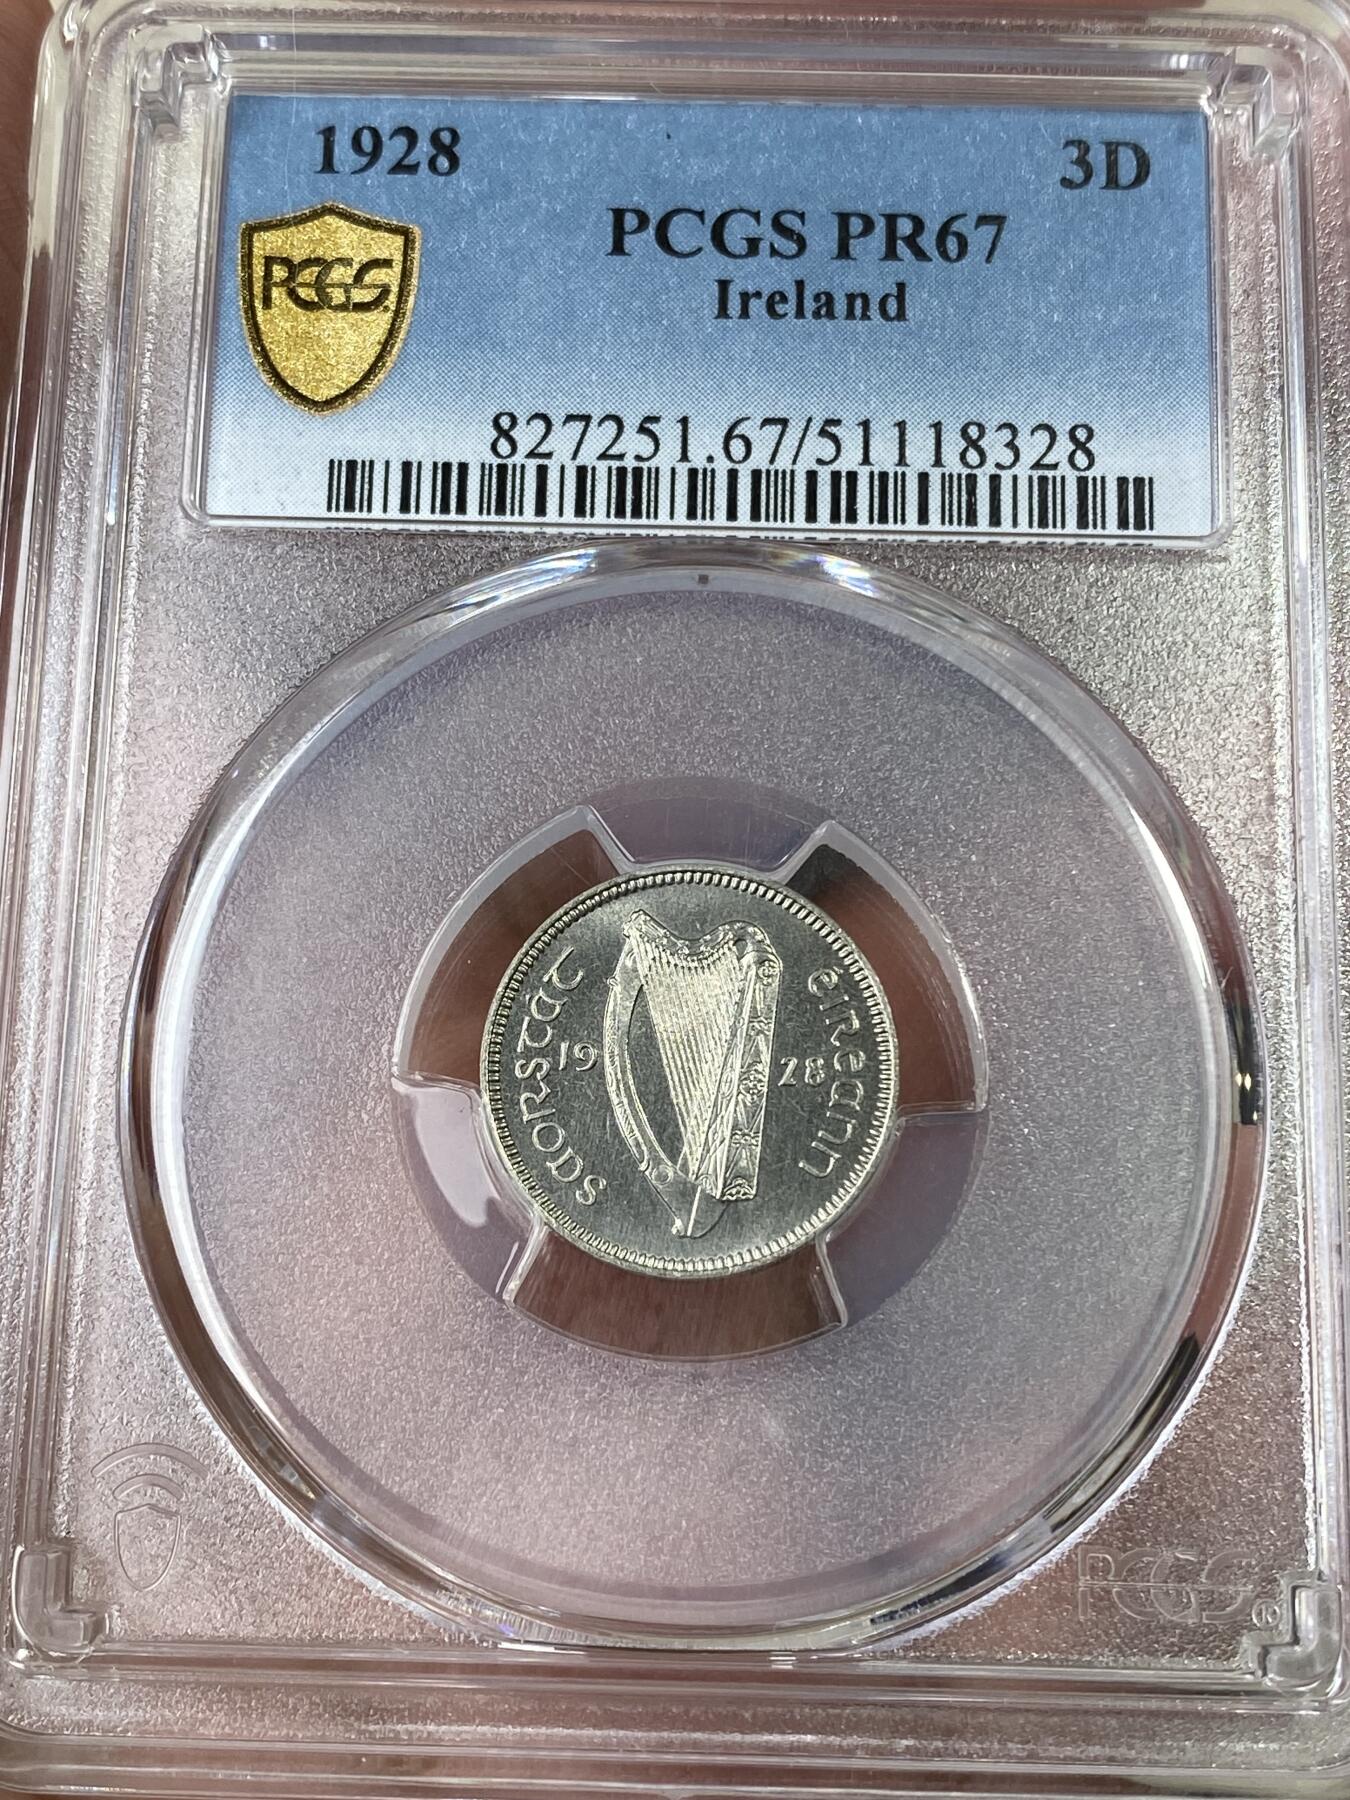 1928
3D
PCGS PR67
Ireland
PCGS
827251.67/51118328
saorstát
éireann
19 28
PCGS